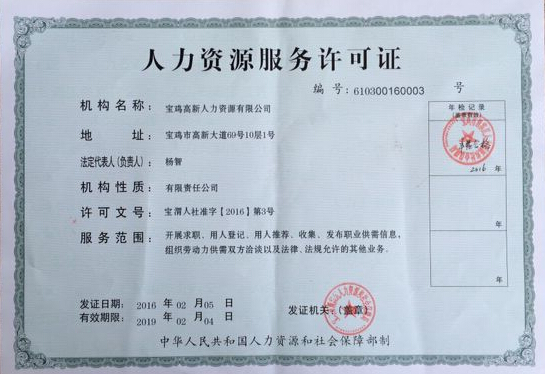 人力资源服务许可证
编 号：610300160003 号
机构名称： 宝鸡高新人力资源有限公司
地 址： 宝鸡市高新大道69号10层1号
法定代表人(负责人)： 杨智
机构性质： 有限责任公司
许可文号： 宝渭人社准字【2016】第3号
服务范围： 开展求职、用人登记、用人推荐、收集、发布职业供需信息，
组织劳动力供需双方洽谈以及法律、法规允许的其他业务.
年检记录
(盖章有效)
2016 年
年
年
发证日期： 2016 年 02 月 05 日
有效期限： 2019 年 02 月 04 日
发证机关：(盖章)
中华人民共和国人力资源和社会保障部制